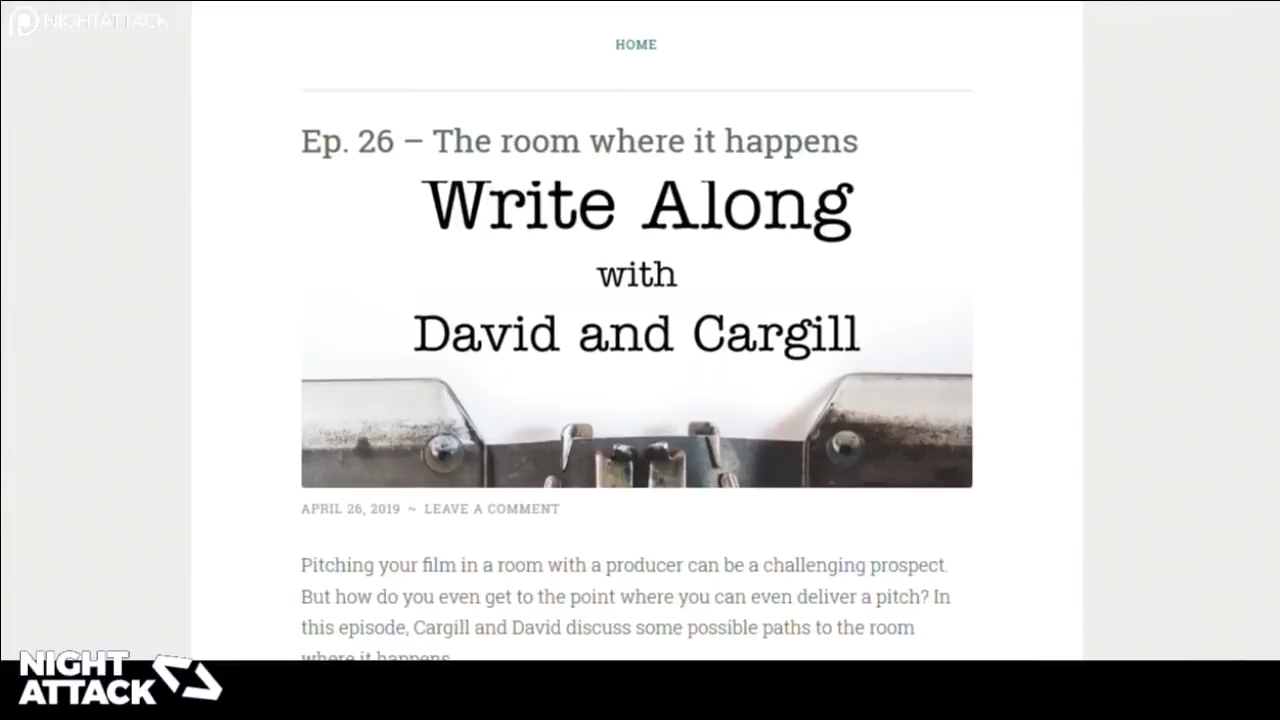 NIGHTATTACK
HOME
Ep. 26 – The room where it happens
Write Along
with
David and Cargill
APRIL 26, 2019 ~ LEAVE A COMMENT
Pitching your film in a room with a producer can be a challenging prospect.
But how do you even get to the point where you can even deliver a pitch? In
this episode, Cargill and David discuss some possible paths to the room
where it happens.
NIGHT
ATTACK